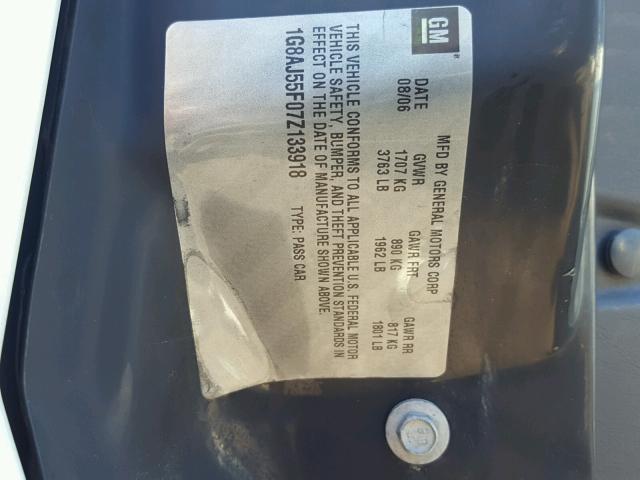 GM
MFD BY GENERAL MOTORS CORP
DATE GVWR GAWR FRT GAWR RR
08/06 1707 KG 890 KG 817 KG
3763 LB 1962 LB 1801 LB
THIS VEHICLE CONFORMS TO ALL APPLICABLE U.S. FEDERAL MOTOR
VEHICLE SAFETY, BUMPER, AND THEFT PREVENTION STANDARDS IN
EFFECT ON THE DATE OF MANUFACTURE SHOWN ABOVE.
1G8AJ55F07Z133918 TYPE: PASS CAR